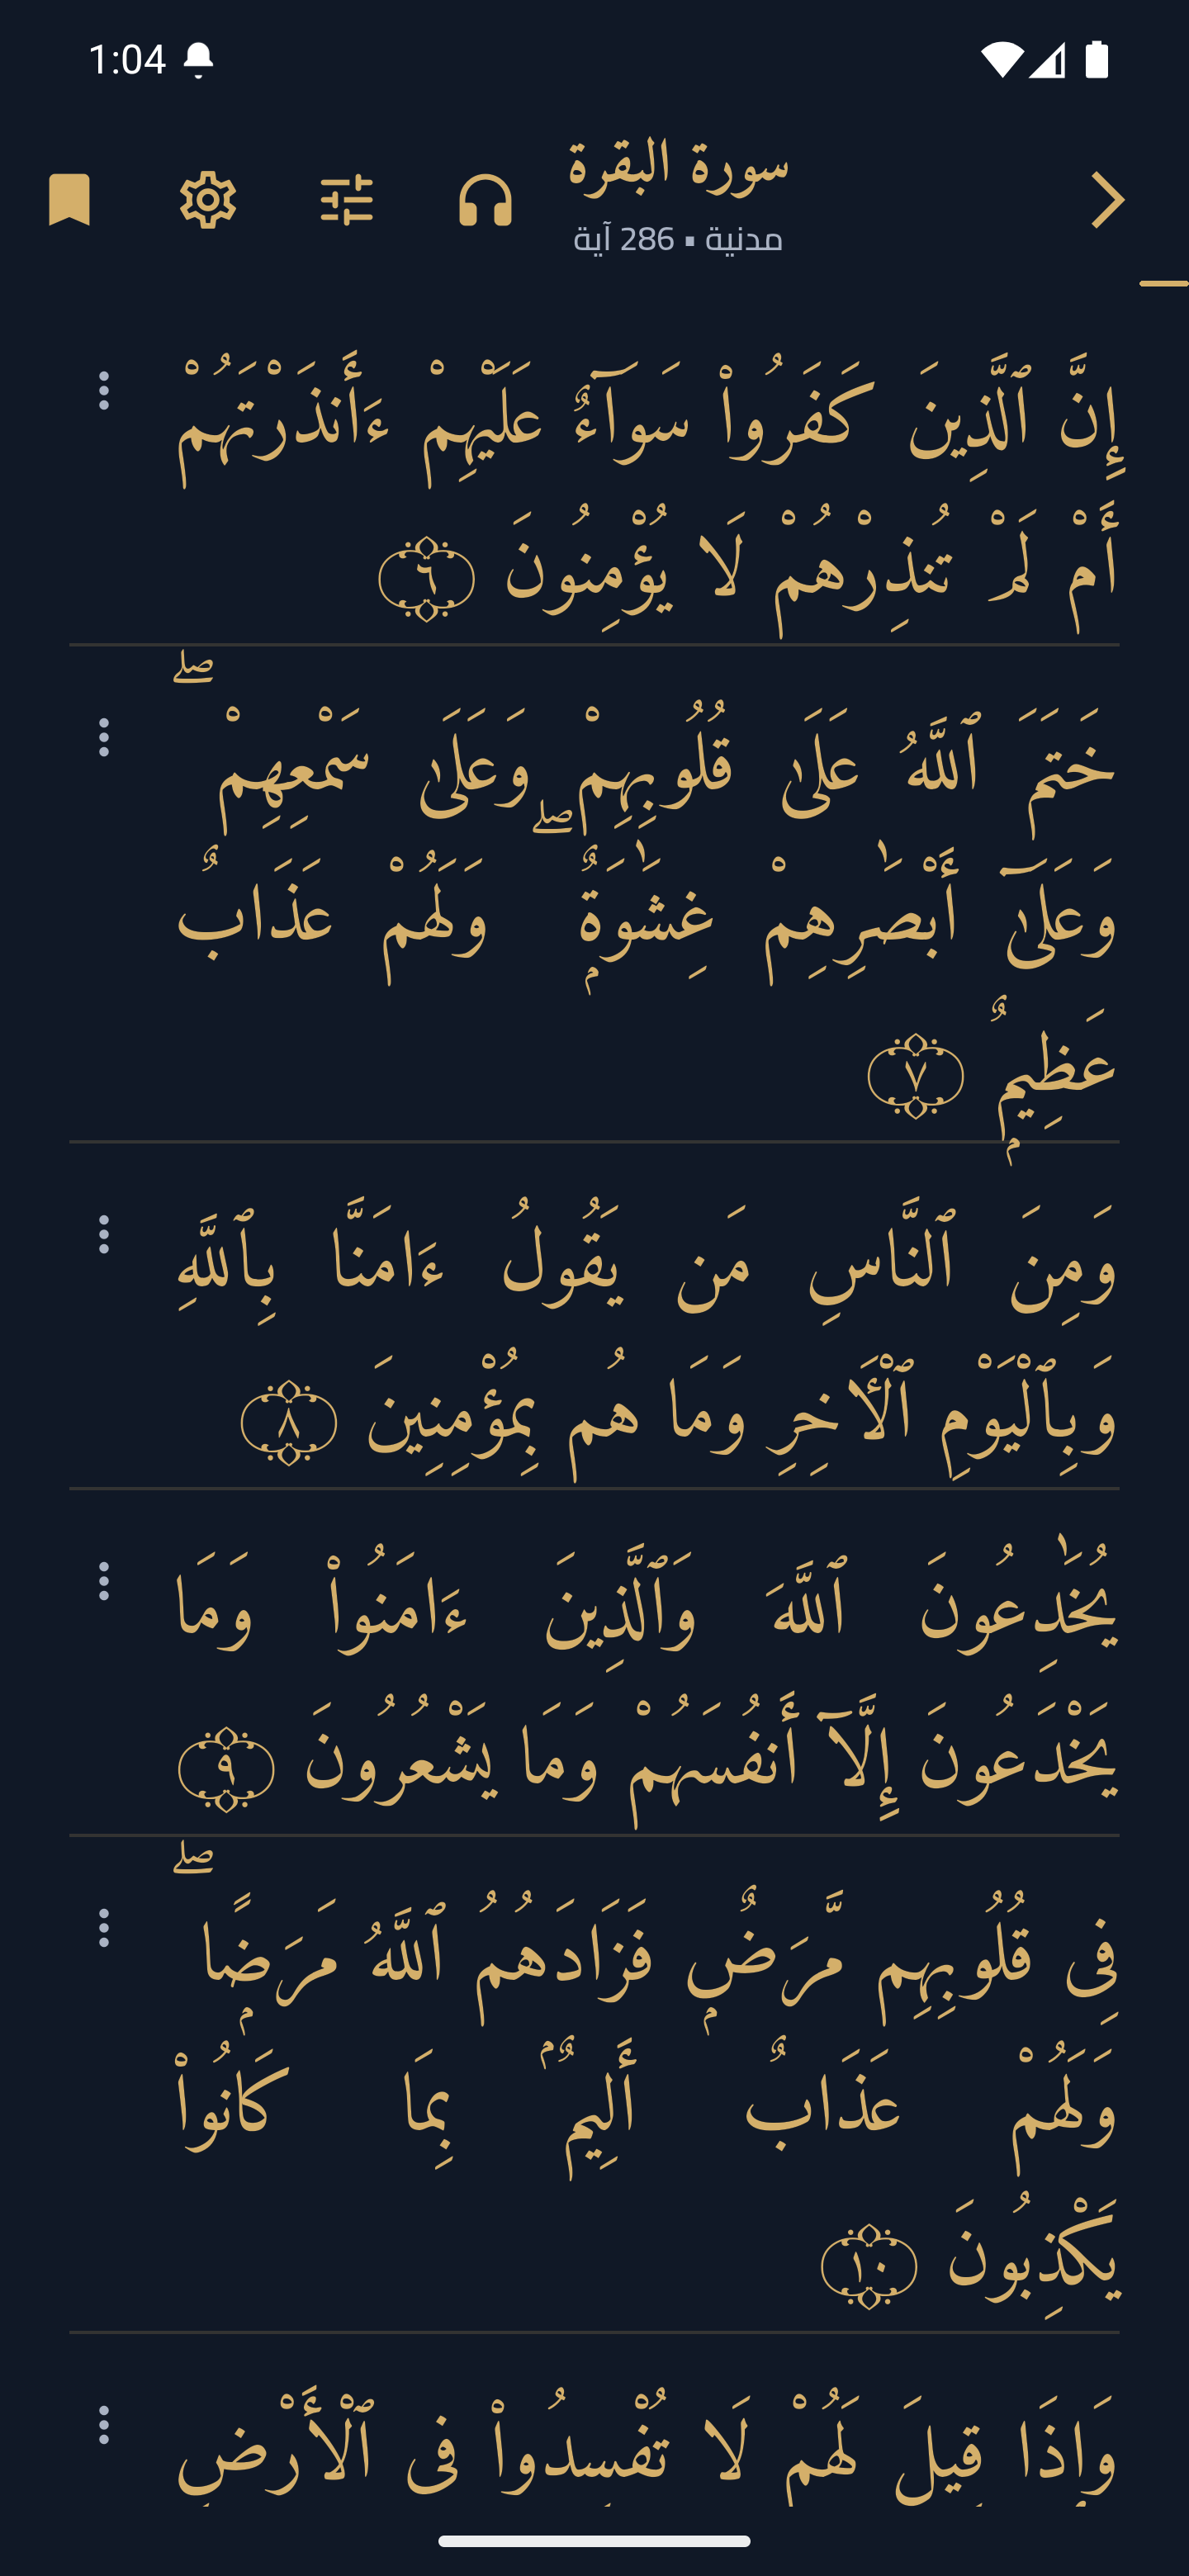 1:04
سورة البقرة
مدنية ▪ 286 آية
إِنَّ ٱلَّذِينَ كَفَرُوا۟ سَوَآءٌ عَلَيْهِمْ ءَأَنذَرْتَهُمْ
أَمْ لَمْ تُنذِرْهُمْ لَا يُؤْمِنُونَ ٦
خَتَمَ ٱللَّهُ عَلَىٰ قُلُوبِهِمْ وَعَلَىٰ سَمْعِهِمْ ۖ
وَعَلَىٰٓ أَبْصَـٰرِهِمْ غِشَـٰوَةٌۭ ۖ وَلَهُمْ عَذَابٌ
عَظِيمٌۭ ٧
وَمِنَ ٱلنَّاسِ مَن يَقُولُ ءَامَنَّا بِٱللَّهِ
وَبِٱلْيَوْمِ ٱلْـَٔاخِرِ وَمَا هُم بِمُؤْمِنِينَ ٨
يُخَـٰدِعُونَ ٱللَّهَ وَٱلَّذِينَ ءَامَنُوا۟ وَمَا
يَخْدَعُونَ إِلَّآ أَنفُسَهُمْ وَمَا يَشْعُرُونَ ٩
فِى قُلُوبِهِم مَّرَضٌۭ فَزَادَهُمُ ٱللَّهُ مَرَضًۭا ۖ
وَلَهُمْ عَذَابٌ أَلِيمٌۢ بِمَا كَانُوا۟
يَكْذِبُونَ ١٠
وَإِذَا قِيلَ لَهُمْ لَا تُفْسِدُوا۟ فِى ٱلْأَرْضِ